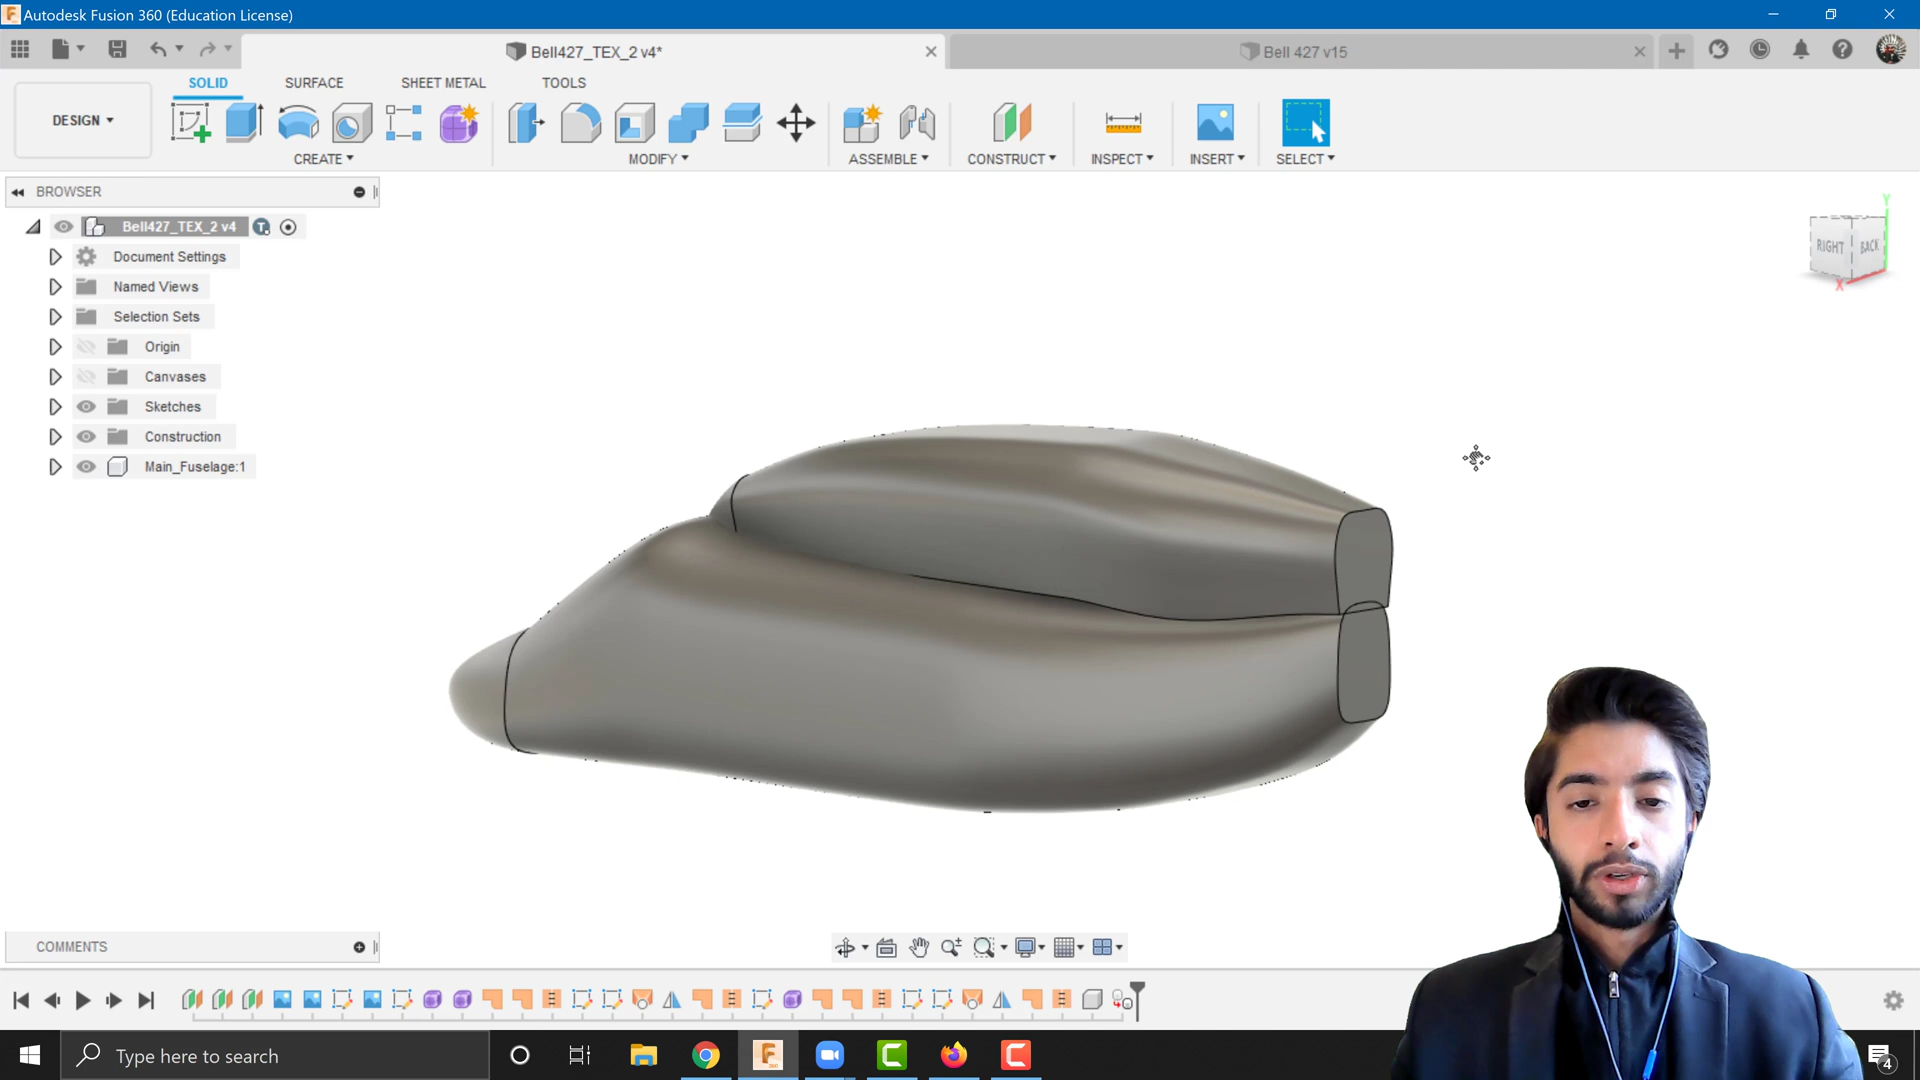 Autodesk Fusion 360 (Education License)
Bell427_TEX_2 v4*
Bell 427 v15
SOLID
SURFACE
SHEET METAL
TOOLS
DESIGN
CREATE
MODIFY
ASSEMBLE
CONSTRUCT
INSPECT
INSERT
SELECT
BROWSER
Bell427_TEX_2 v4
Document Settings
Named Views
Selection Sets
Origin
Canvases
Sketches
Construction
Main_Fuselage:1
Y
RIGHT
BACK
X
COMMENTS
Type here to search
4